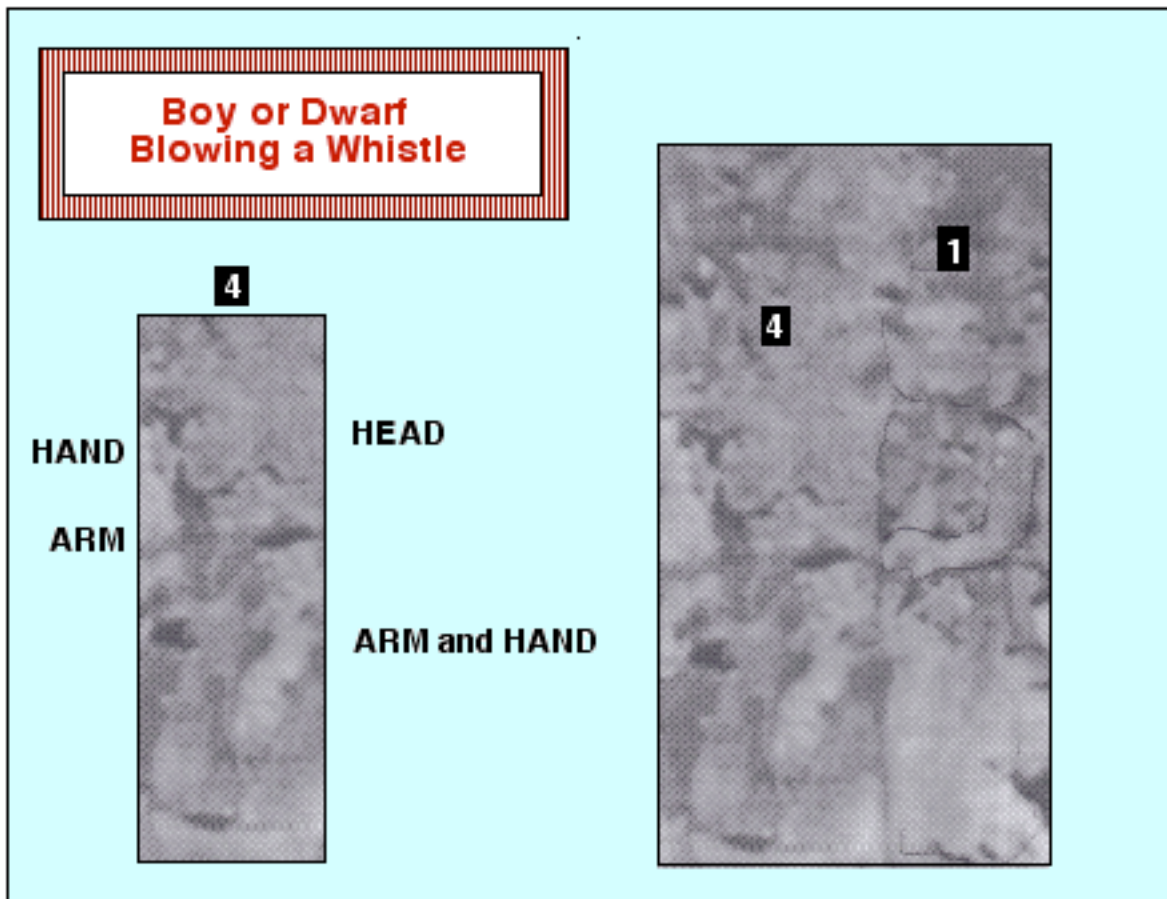 Boy or Dwarf
Blowing a Whistle
4
1
4
HAND
HEAD
ARM
ARM and HAND